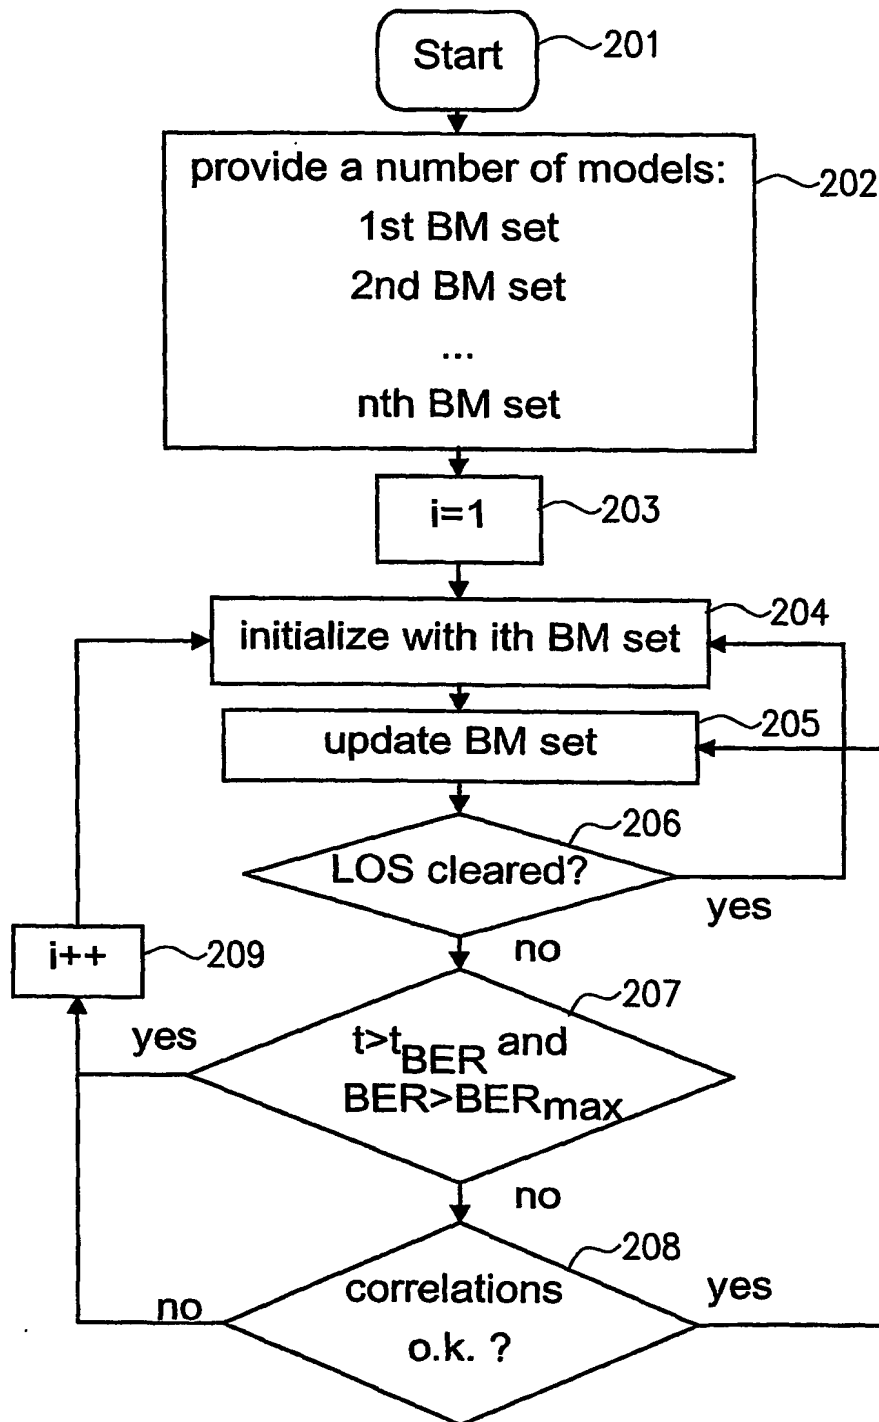 Start
201
provide a number of models:
1st BM set
2nd BM set
...
nth BM set
202
i=1
203
initialize with ith BM set
204
update BM set
205
LOS cleared?
206
yes
no
i++
209
t>tBER and
BER>BERmax
207
yes
no
correlations
o.k. ?
208
no
yes